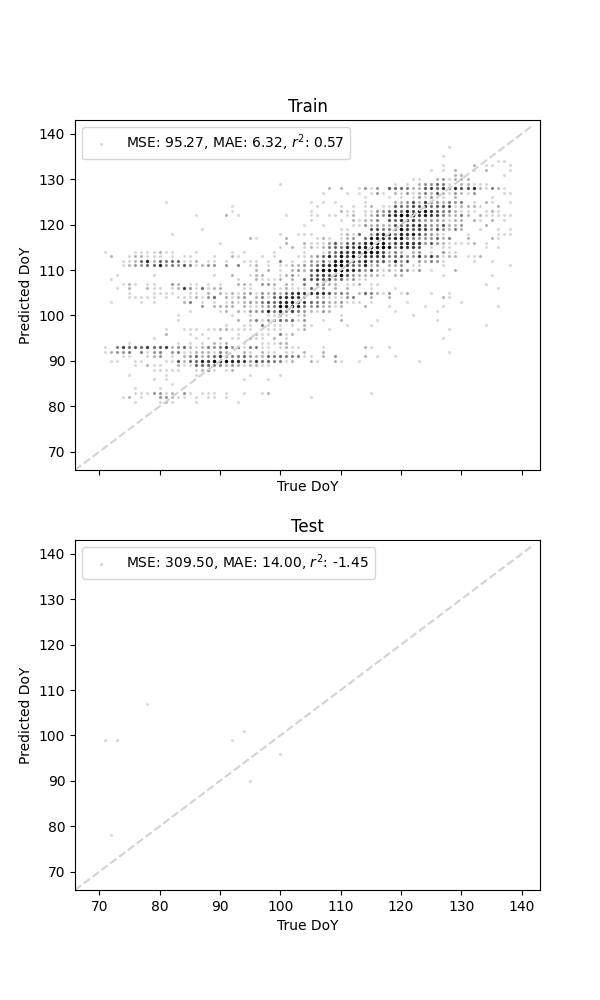 Train
MSE: 95.27, MAE: 6.32, r²: 0.57
140
130
120
110
100
90
80
70
Predicted DoY
True DoY
Test
MSE: 309.50, MAE: 14.00, r²: -1.45
140
130
120
110
100
90
80
70
Predicted DoY
70 80 90 100 110 120 130 140
True DoY